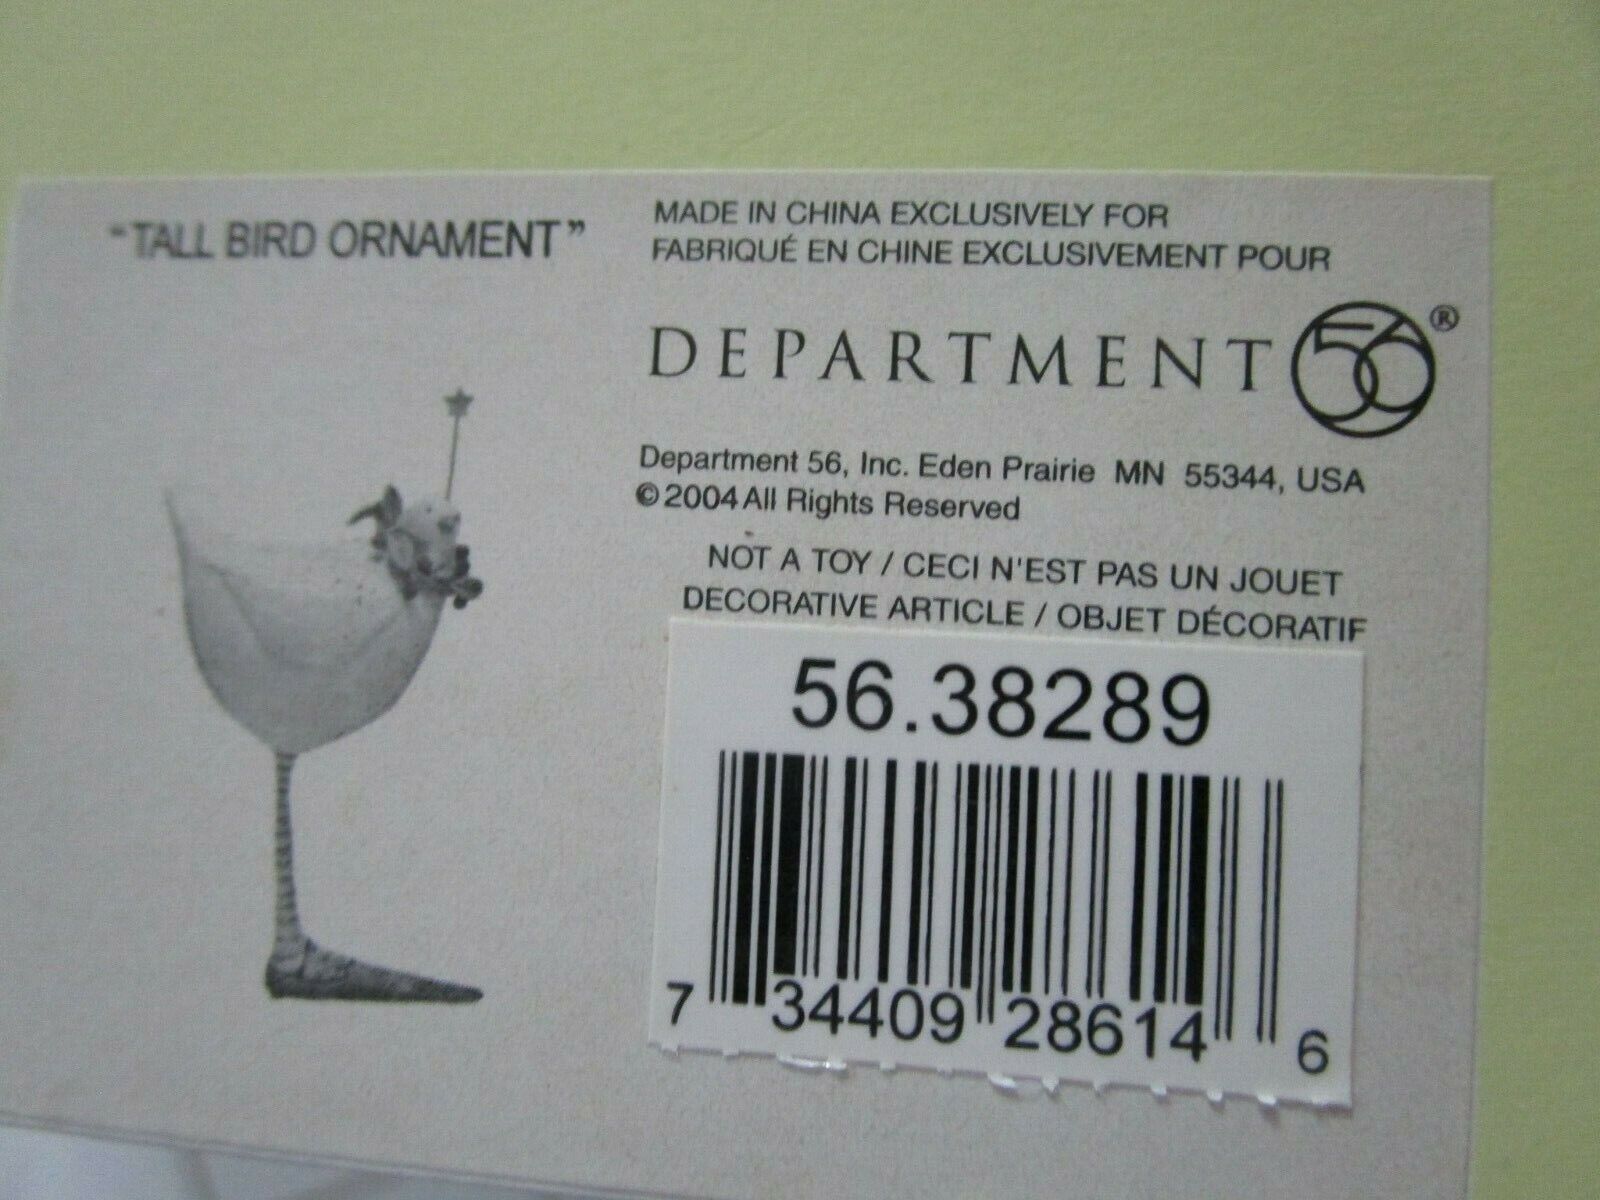 "TALL BIRD ORNAMENT"
MADE IN CHINA EXCLUSIVELY FOR
FABRIQUÉ EN CHINE EXCLUSIVEMENT POUR
DEPARTMENT 56®
Department 56, Inc. Eden Prairie MN 55344, USA
©2004 All Rights Reserved
NOT A TOY / CECI N'EST PAS UN JOUET
DECORATIVE ARTICLE / OBJET DÉCORATIF
56.38289
7 34409 28614 6